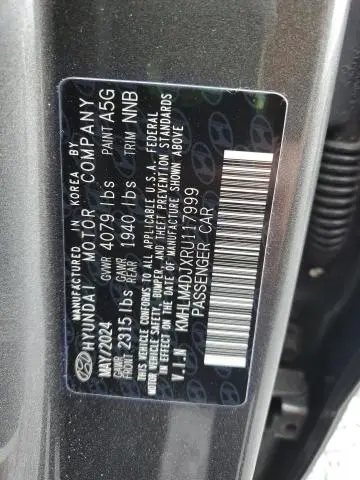 MANUFACTURED IN KOREA BY
HYUNDAI MOTOR COMPANY
MAY/2024 GVWR 4079 lbs PAINT A5G
GAWR FRONT 2315 lbs GAWR REAR 1940 lbs TRIM NNB
THIS VEHICLE CONFORMS TO ALL APPLICABLE U.S.A. FEDERAL
MOTOR VEHICLE SAFETY, BUMPER, AND THEFT PREVENTION STANDARDS
IN EFFECT ON THE DATE OF MANUFACTURE SHOWN ABOVE
V.I.N KMHLM4DJXRU117999
PASSENGER CAR